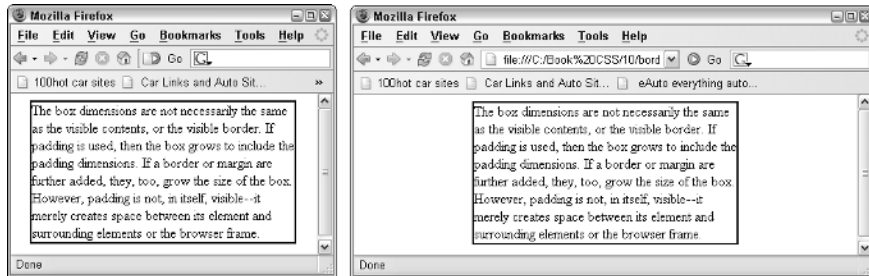 Mozilla Firefox
File Edit View Go Bookmarks Tools Help
Go G
100hot car sites Car Links and Auto Sit... »
The box dimensions are not necessarily the same
as the visible contents, or the visible border. If
padding is used, then the box grows to include the
padding dimensions. If a border or margin are
further added, they, too, grow the size of the box.
However, padding is not, in itself, visible--it
merely creates space between its element and
surrounding elements or the browser frame.
Done
Mozilla Firefox
File Edit View Go Bookmarks Tools Help
file:///C:/Book%20CSS/10/bord Go G
100hot car sites Car Links and Auto Sit... eAuto everything auto...
The box dimensions are not necessarily the same
as the visible contents, or the visible border. If
padding is used, then the box grows to include the
padding dimensions. If a border or margin are
further added, they, too, grow the size of the box.
However, padding is not, in itself, visible--it
merely creates space between its element and
surrounding elements or the browser frame.
Done